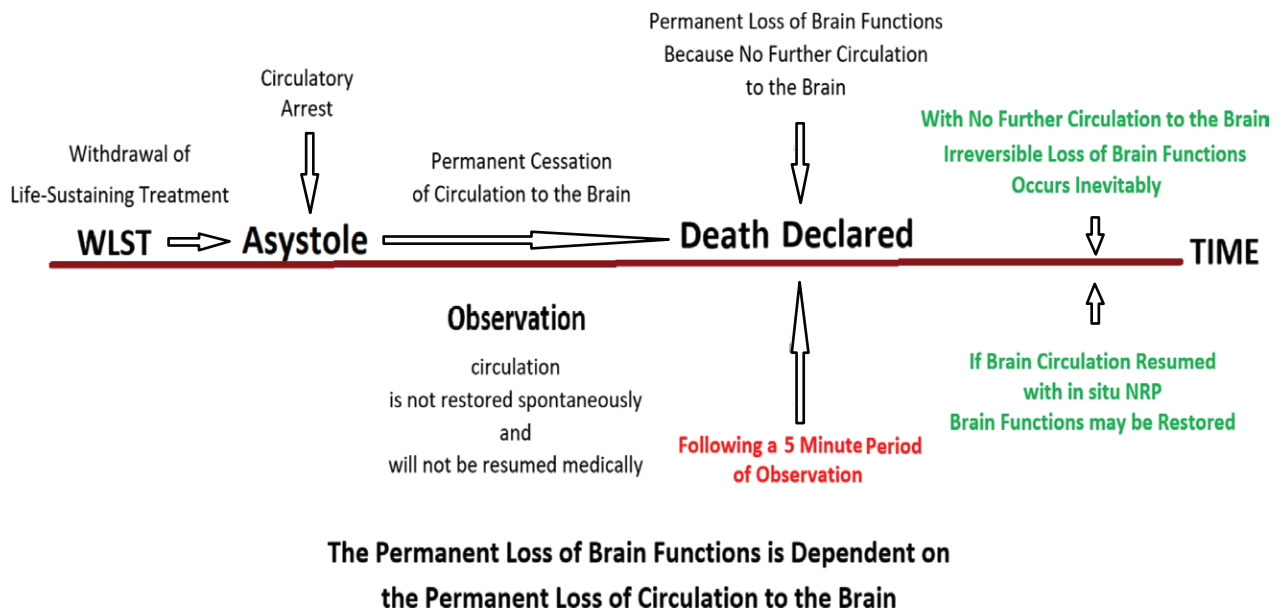 Permanent Loss of Brain Functions
Because No Further Circulation
to the Brain
Circulatory
Arrest
With No Further Circulation to the Brain
Irreversible Loss of Brain Functions
Occurs Inevitably
Withdrawal of
Life-Sustaining Treatment
Permanent Cessation
of Circulation to the Brain
WLST
Asystole
Death Declared
TIME
Observation
circulation
is not restored spontaneously
and
will not be resumed medically
Following a 5 Minute Period
of Observation
If Brain Circulation Resumed
with in situ NRP
Brain Functions may be Restored
The Permanent Loss of Brain Functions is Dependent on
the Permanent Loss of Circulation to the Brain